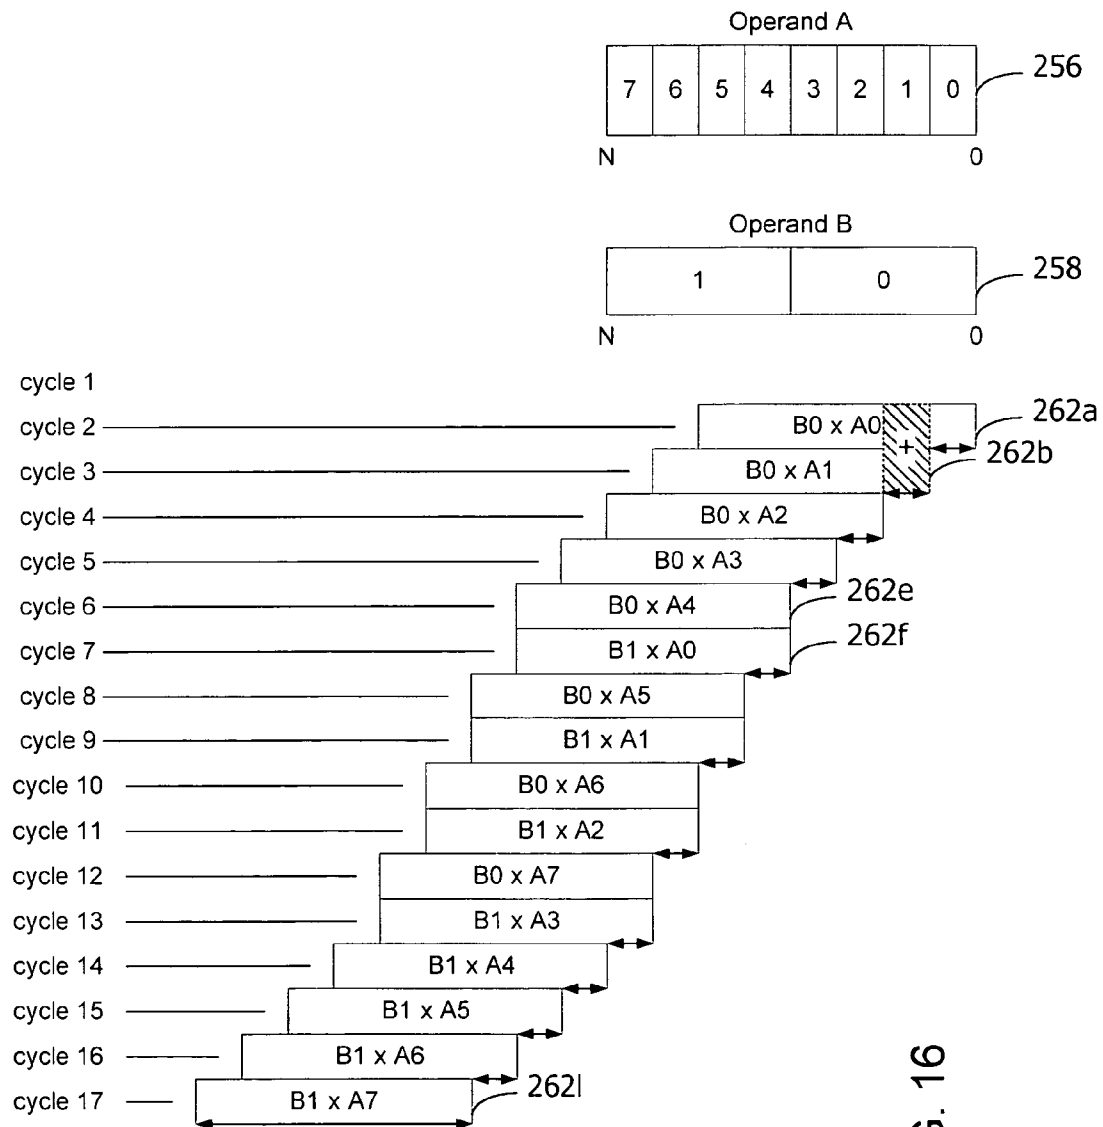 Operand A
7 6 5 4 3 2 1 0
256
N 0
Operand B
1 0
258
N 0
cycle 1
cycle 2 B0 x A0 + 262a
cycle 3 B0 x A1 262b
cycle 4 B0 x A2
cycle 5 B0 x A3
cycle 6 B0 x A4 262e
cycle 7 B1 x A0 262f
cycle 8 B0 x A5
cycle 9 B1 x A1
cycle 10 B0 x A6
cycle 11 B1 x A2
cycle 12 B0 x A7
cycle 13 B1 x A3
cycle 14 B1 x A4
cycle 15 B1 x A5
cycle 16 B1 x A6
cycle 17 B1 x A7 262l
16